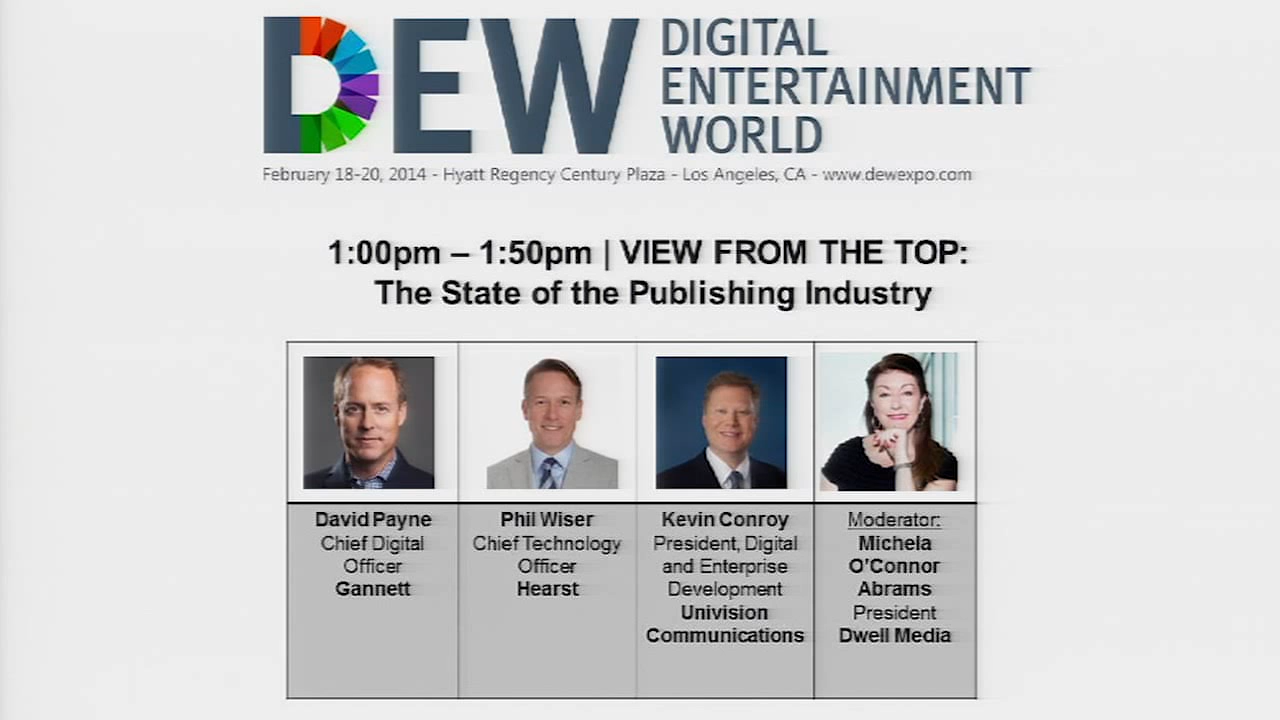 DEW
DIGITAL
ENTERTAINMENT
WORLD
February 18-20, 2014 - Hyatt Regency Century Plaza - Los Angeles, CA - www.dewexpo.com
1:00pm – 1:50pm | VIEW FROM THE TOP:
The State of the Publishing Industry
David Payne
Chief Digital
Officer
Gannett
Phil Wiser
Chief Technology
Officer
Hearst
Kevin Conroy
President, Digital
and Enterprise
Development
Univision
Communications
Moderator:
Michela
O'Connor
Abrams
President
Dwell Media